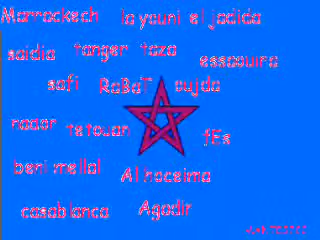 Marrackech la youni el jadida
saidia tanger taza essaouira
safi RaBaT oujda
nador tetouan fEs
beni mellal Al hoceima
casablanca Agadir